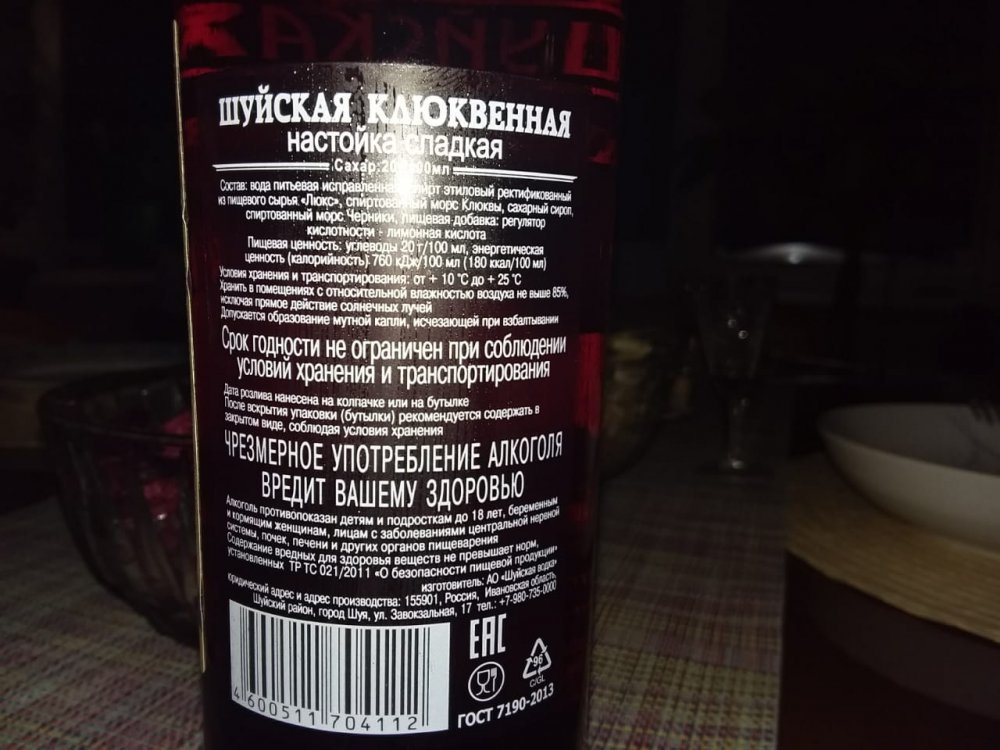 ШУЙСКАЯ КЛЮКВЕННАЯ
настойка сладкая
Состав: вода питьевая исправленная, спирт этиловый ректификованный
из пищевого сырья «Люкс», спиртованный морс Клюквы, сахарный сироп,
спиртованный морс Черники, пищевая добавка: регулятор
кислотности - лимонная кислота
Пищевая ценность: углеводы 20 г/100 мл, энергетическая
ценность (калорийность): 760 кДж/100 мл (180 ккал/100 мл)
Условия хранения и транспортирования: от + 10 °С до + 25 °С
Хранить в помещениях с относительной влажностью воздуха не выше 85%,
исключая прямое действие солнечных лучей
Допускается образование мутной капли, исчезающей при взбалтывании
Срок годности не ограничен при соблюдении
условий хранения и транспортирования
Дата розлива нанесена на колпачке или на бутылке
После вскрытия упаковки (бутылки) рекомендуется содержать в
закрытом виде, соблюдая условия хранения
ЧРЕЗМЕРНОЕ УПОТРЕБЛЕНИЕ АЛКОГОЛЯ
ВРЕДИТ ВАШЕМУ ЗДОРОВЬЮ
Алкоголь противопоказан детям и подросткам до 18 лет, беременным
и кормящим женщинам, лицам с заболеваниями центральной нервной
системы, почек, печени и других органов пищеварения
Содержание вредных для здоровья веществ не превышает норм,
установленных ТР ТС 021/2011 «О безопасности пищевой продукции»
изготовитель: АО «Шуйская водка»
юридический адрес и адрес производства: 155901, Россия, Ивановская область,
Шуйский район, город Шуя, ул. Завокзальная, 17 тел.: +7-980-735-0000
EAC
96
C/GL
4 600511 704112
ГОСТ 7190-2013